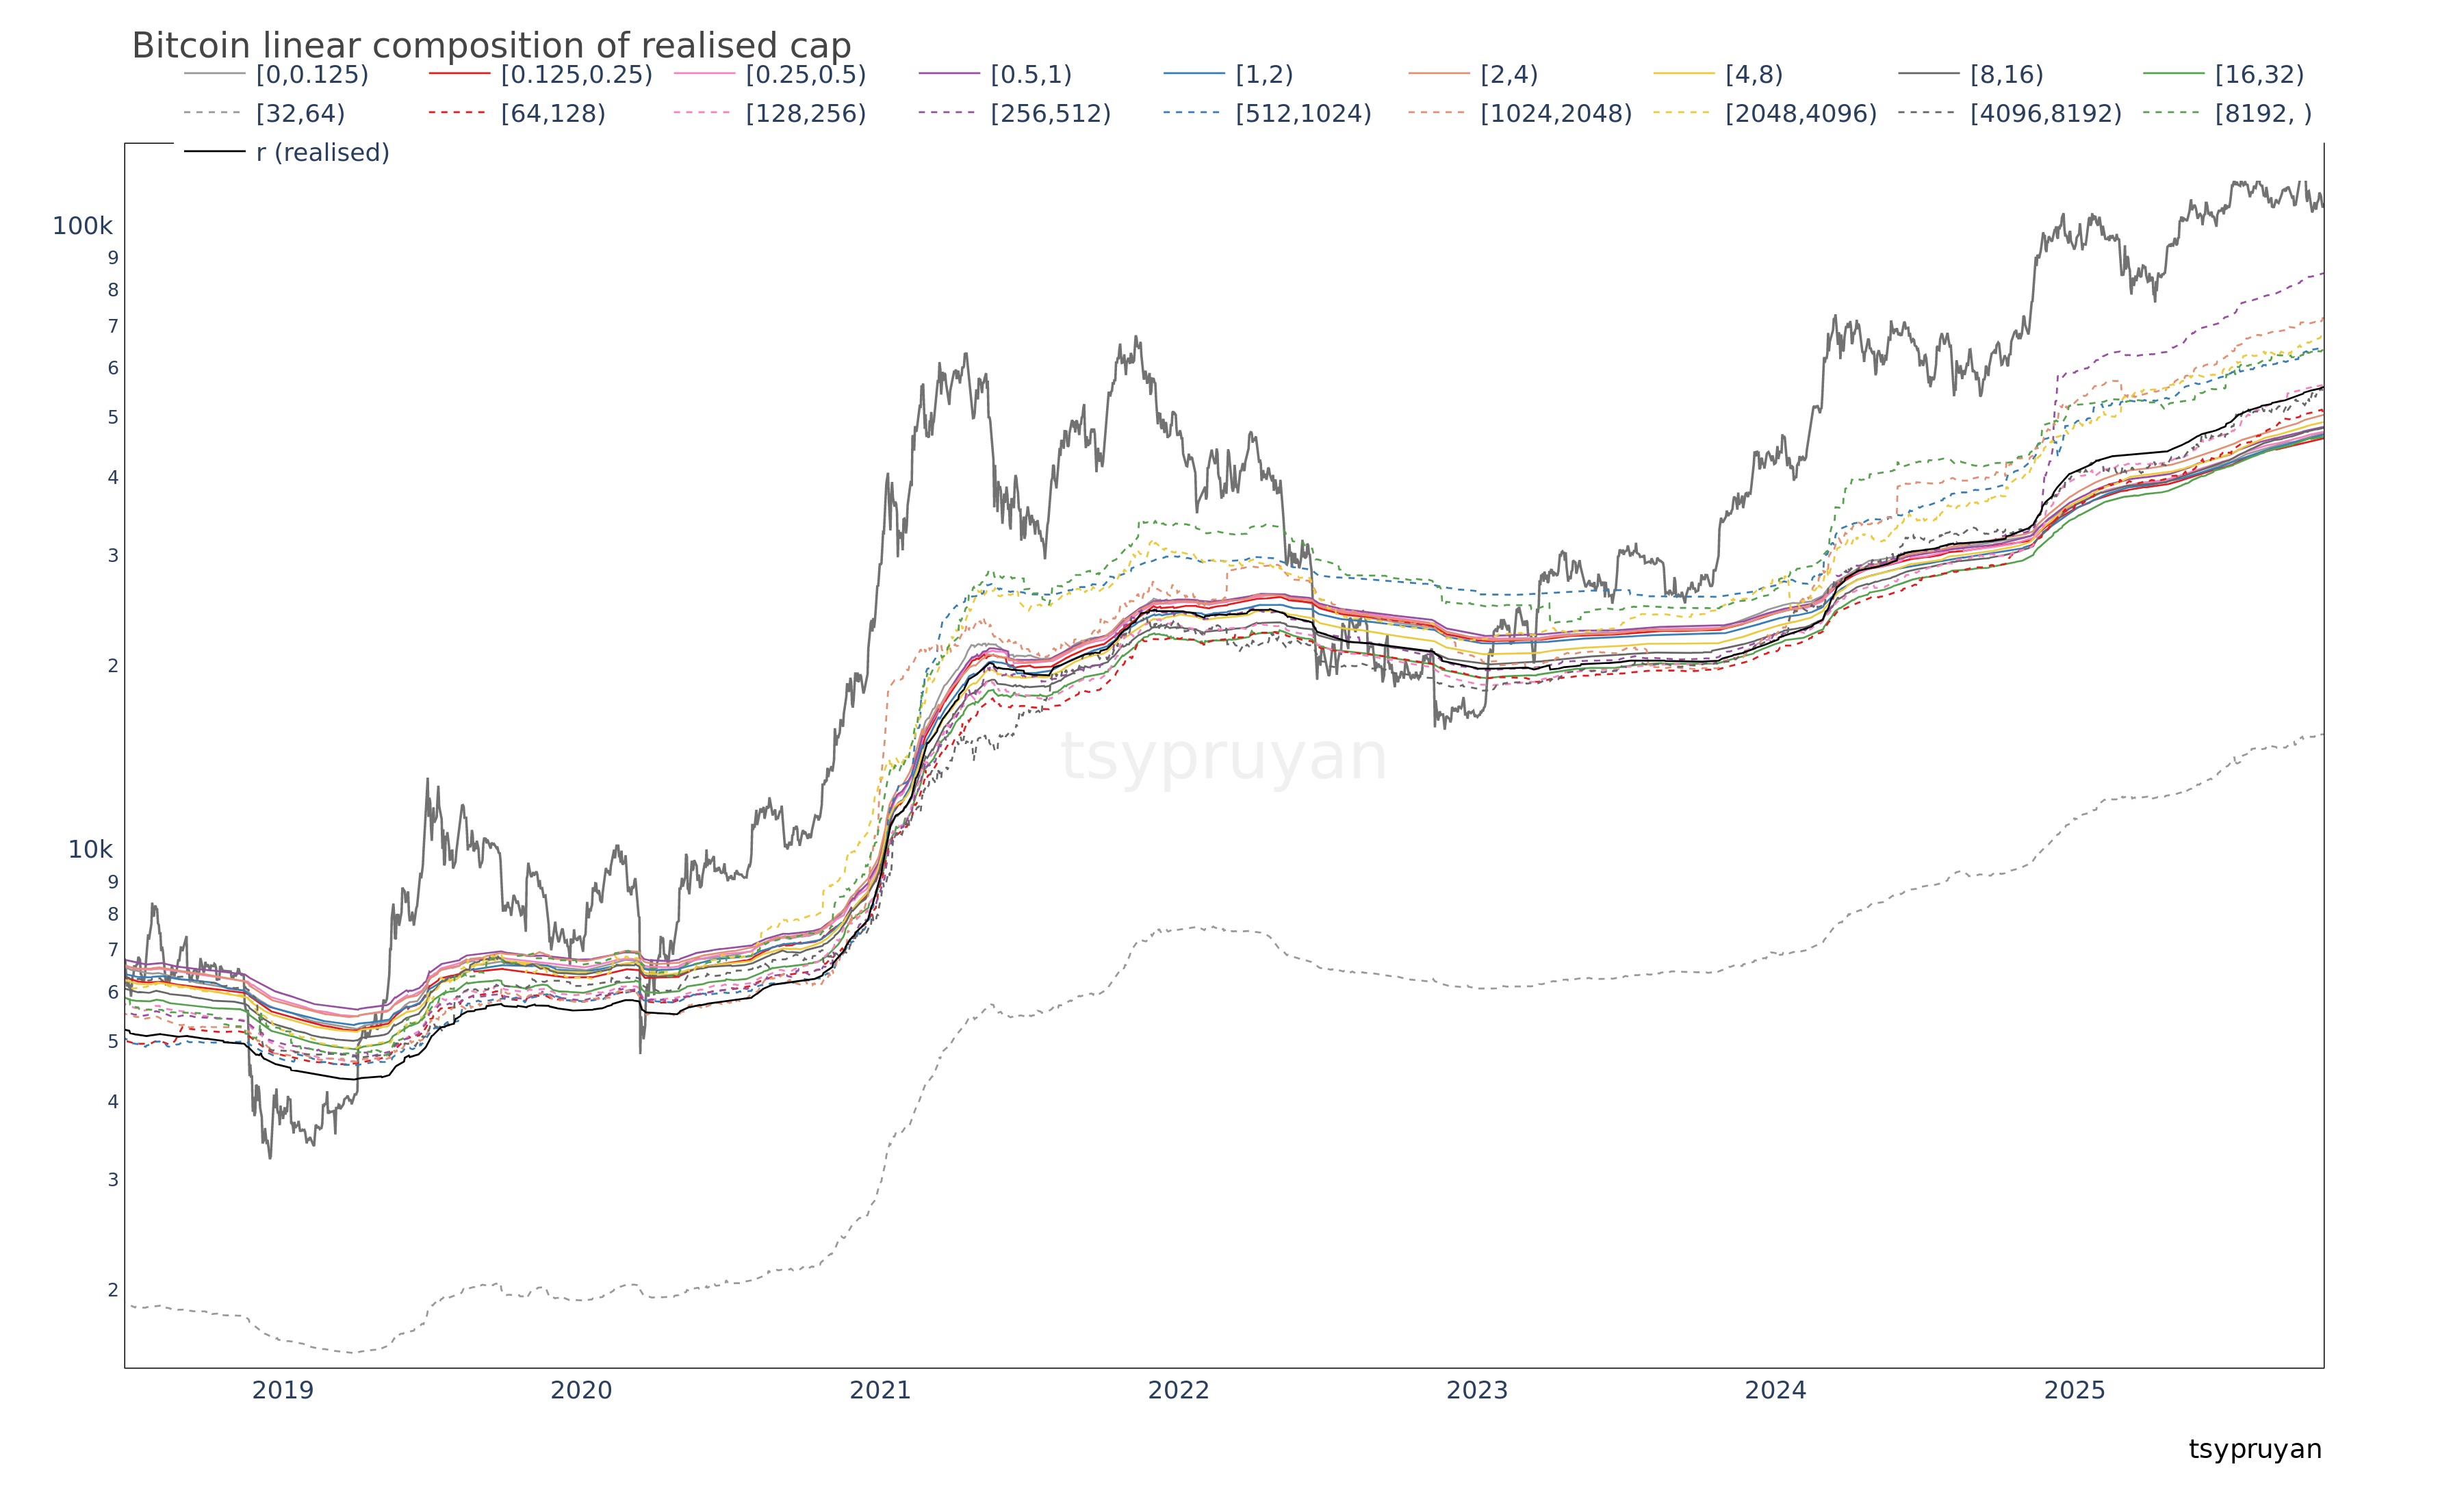 Bitcoin linear composition of realised cap
[0,0.125) [0.125,0.25) [0.25,0.5) [0.5,1) [1,2) [2,4) [4,8) [8,16) [16,32)
[32,64) [64,128) [128,256) [256,512) [512,1024) [1024,2048) [2048,4096) [4096,8192) [8192, )
r (realised)
100k
9
8
7
6
5
4
3
2
tsypruyan
10k
9
8
7
6
5
4
3
2
2019 2020 2021 2022 2023 2024 2025
tsypruyan